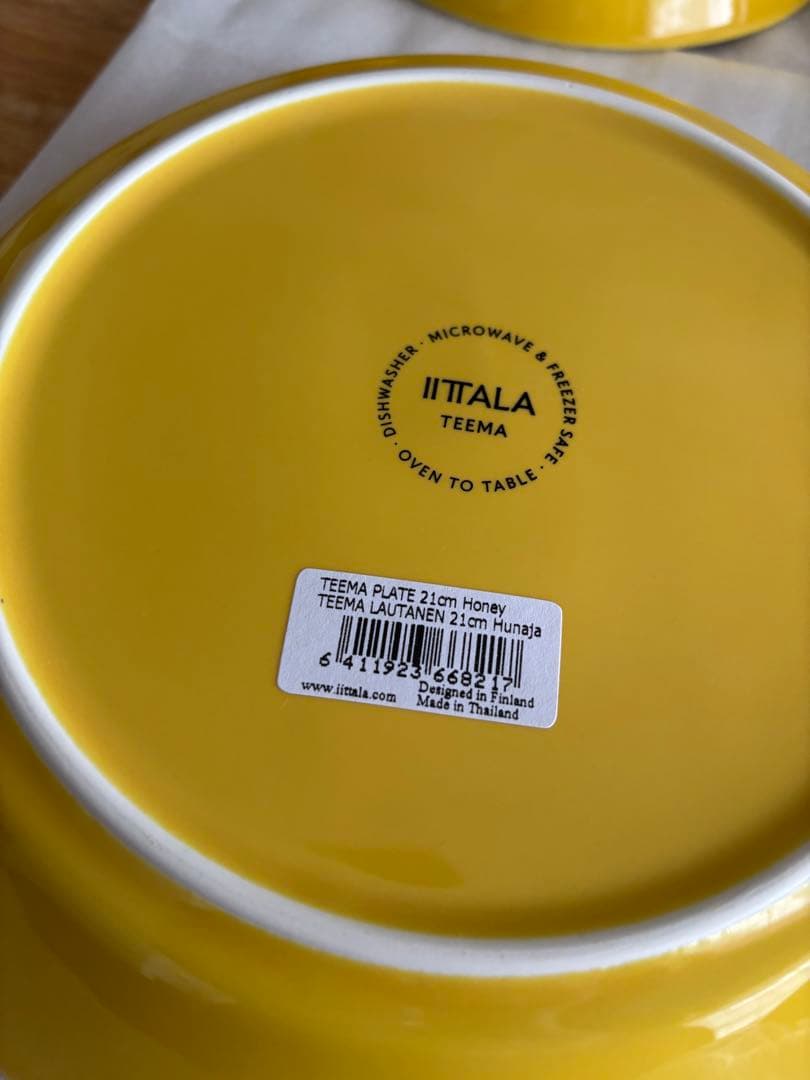 DISHWASHER · MICROWAVE & FREEZER SAFE ·
IITTALA
TEEMA
OVEN TO TABLE ·
TEEMA PLATE 21cm Honey
TEEMA LAUTANEN 21cm Hunaja
6 411923 668217
www.iittala.com
Designed in Finland
Made in Thailand